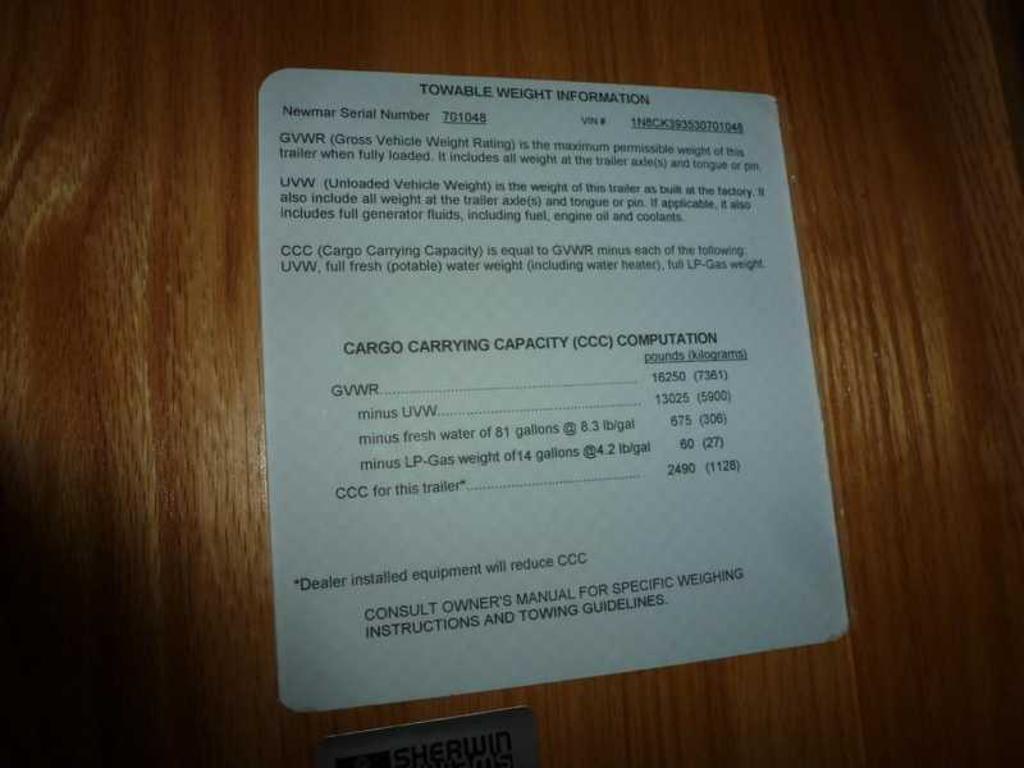 TOWABLE WEIGHT INFORMATION
Newmar Serial Number 701048 VIN # 1N8CK393530701048
GVWR (Gross Vehicle Weight Rating) is the maximum permissible weight of this
trailer when fully loaded. It includes all weight at the trailer axle(s) and tongue or pin.
UVW (Unloaded Vehicle Weight) is the weight of this trailer as built at the factory. It
also include all weight at the trailer axle(s) and tongue or pin. If applicable, it also
includes full generator fluids, including fuel, engine oil and coolants.
CCC (Cargo Carrying Capacity) is equal to GVWR minus each of the following:
UVW, full fresh (potable) water weight (including water heater), full LP-Gas weight.
CARGO CARRYING CAPACITY (CCC) COMPUTATION
pounds (kilograms)
GVWR 16250 (7361)
minus UVW 13025 (5900)
minus fresh water of 81 gallons @ 8.3 lb/gal 675 (306)
minus LP-Gas weight of14 gallons @4.2 lb/gal 60 (27)
CCC for this trailer* 2490 (1128)
*Dealer installed equipment will reduce CCC
CONSULT OWNER'S MANUAL FOR SPECIFIC WEIGHING
INSTRUCTIONS AND TOWING GUIDELINES.
SHERWIN